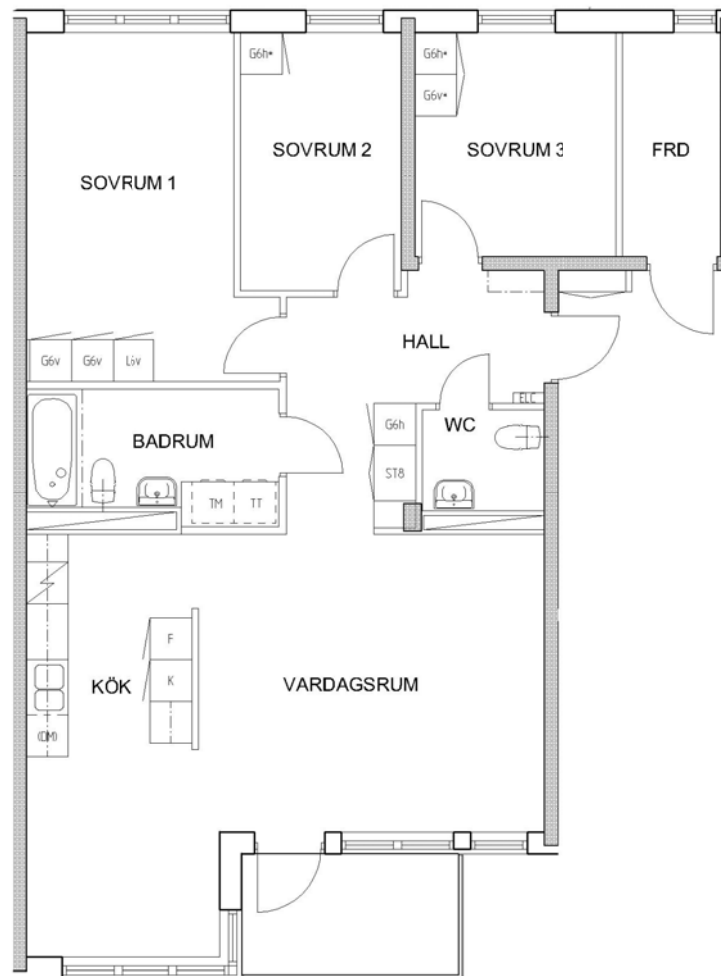 G6h*
G6h*
G6v*
SOVRUM 1
SOVRUM 2
SOVRUM 3
FRD
HALL
G6v
G6v
L6v
ELC
BADRUM
G6h
WC
ST8
TM
TT
F
K
KÖK
VARDAGSRUM
(DM)